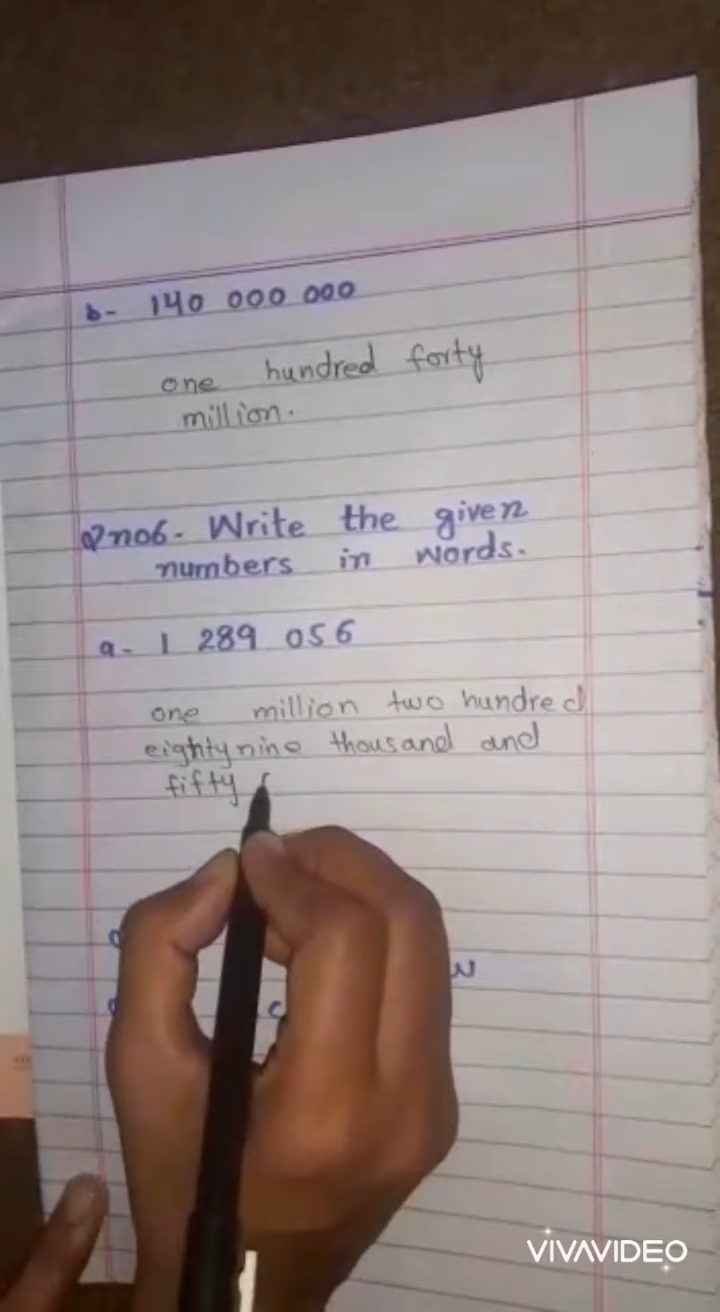 b- 140 000 000
one hundred forty
million.
Qno6- Write the given
numbers in words.
a- 1 289 056
one million two hundred
eightynine thousand and
fifty
VIVAVIDEO